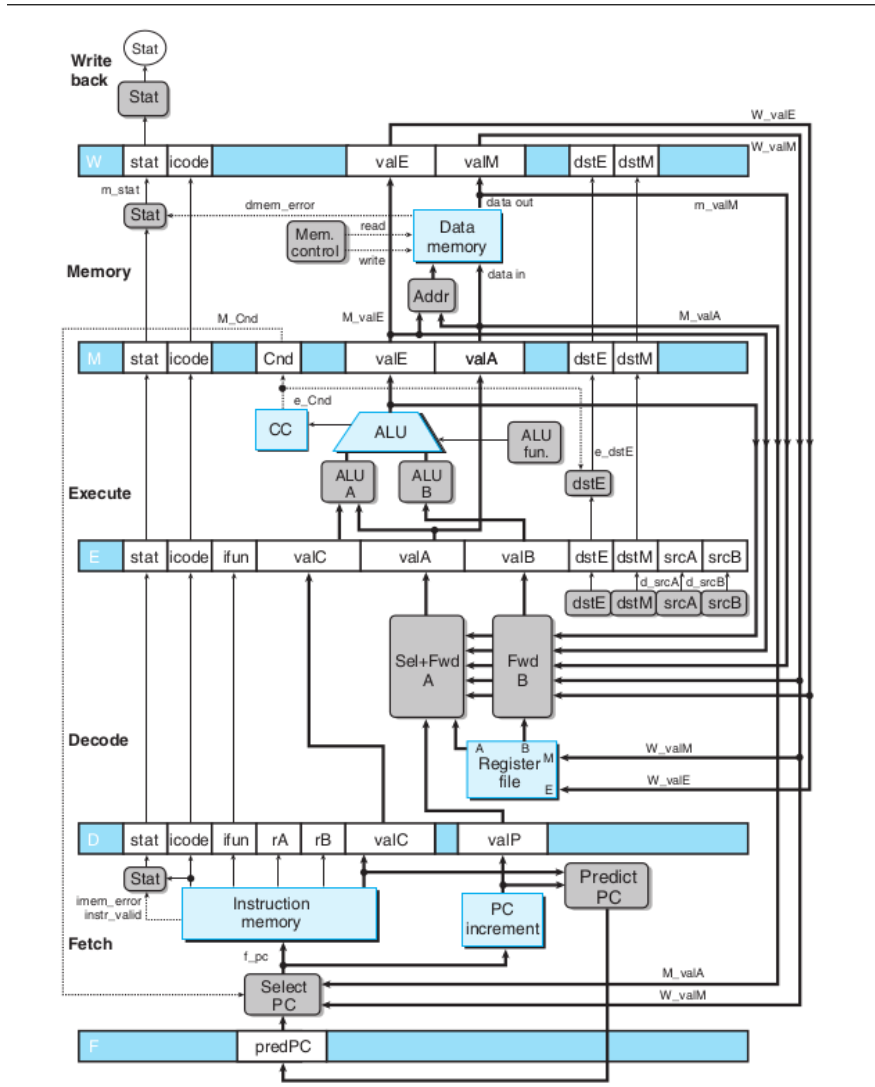 Stat
Write
back
Stat
W_valE
W_valM
W stat icode valE valM dstE dstM
m_stat
data out
m_valM
Stat
dmem_error
read
Mem.
control
write
Data
memory
data in
Memory
Addr
M_Cnd
M_valE
M_valA
M stat icode Cnd valE valA dstE dstM
e_Cnd
CC
ALU
ALU
fun.
e_dstE
Execute
ALU
A
ALU
B
dstE
E stat icode ifun valC valA valB dstE dstM srcA srcB
d_srcA d_srcB
dstE dstM srcA srcB
Sel+Fwd
A
Fwd
B
Decode
A B
M
Register
file
E
W_valM
W_valE
D stat icode ifun rA rB valC valP
Stat
Predict
PC
imem_error
instr_valid
Instruction
memory
PC
increment
Fetch
f_pc
M_valA
Select
PC
W_valM
F predPC